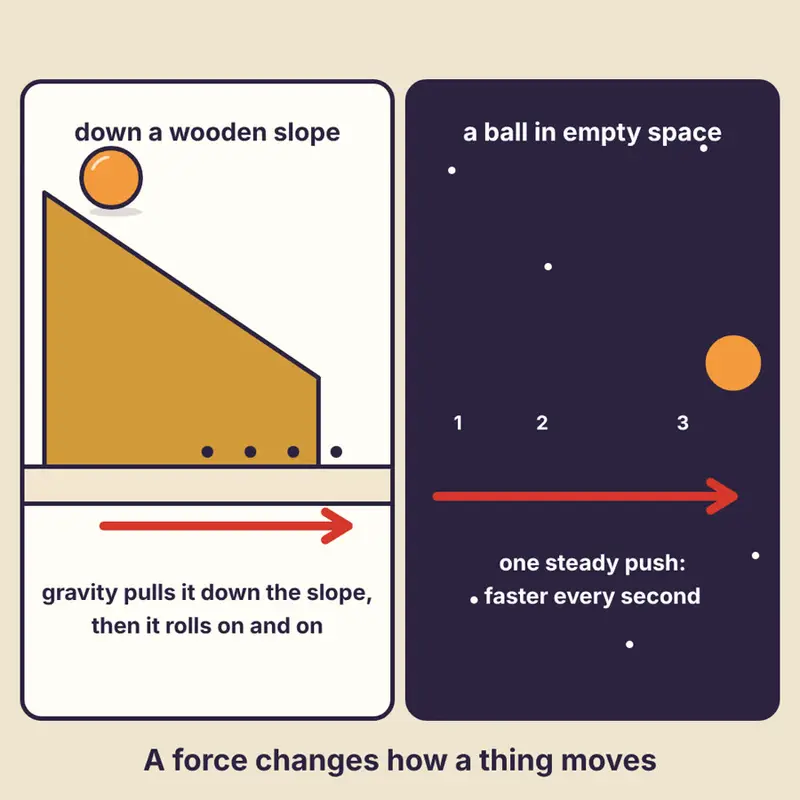 down a wooden slope
gravity pulls it down the slope,
then it rolls on and on
a ball in empty space
1 2 3
one steady push:
faster every second
A force changes how a thing moves